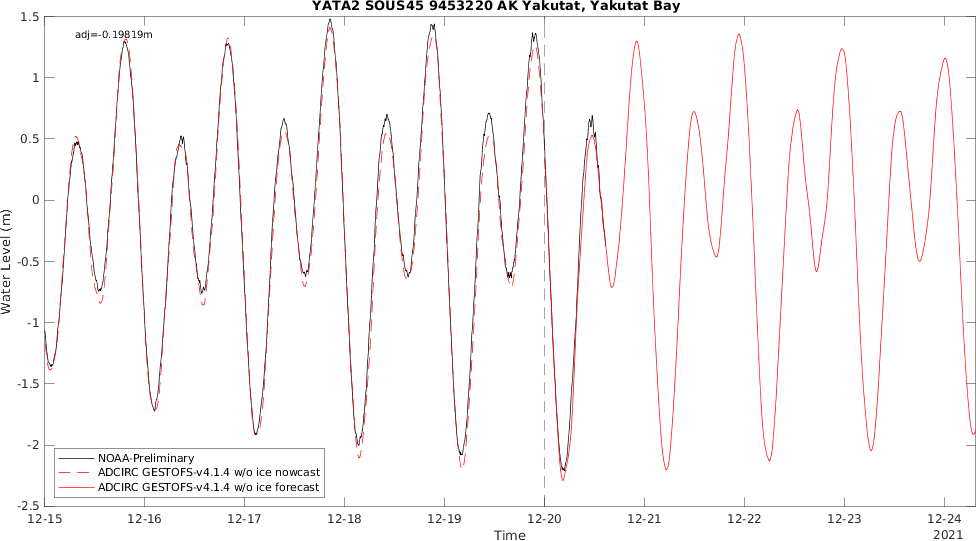 YATA2 SOUS45 9453220 AK Yakutat, Yakutat Bay
adj=-0.19819m
1.5
1
0.5
0
-0.5
-1
-1.5
-2
-2.5
Water Level (m)
NOAA-Preliminary
ADCIRC GESTOFS-v4.1.4 w/o ice nowcast
ADCIRC GESTOFS-v4.1.4 w/o ice forecast
12-15 12-16 12-17 12-18 12-19 12-20 12-21 12-22 12-23 12-24
2021
Time